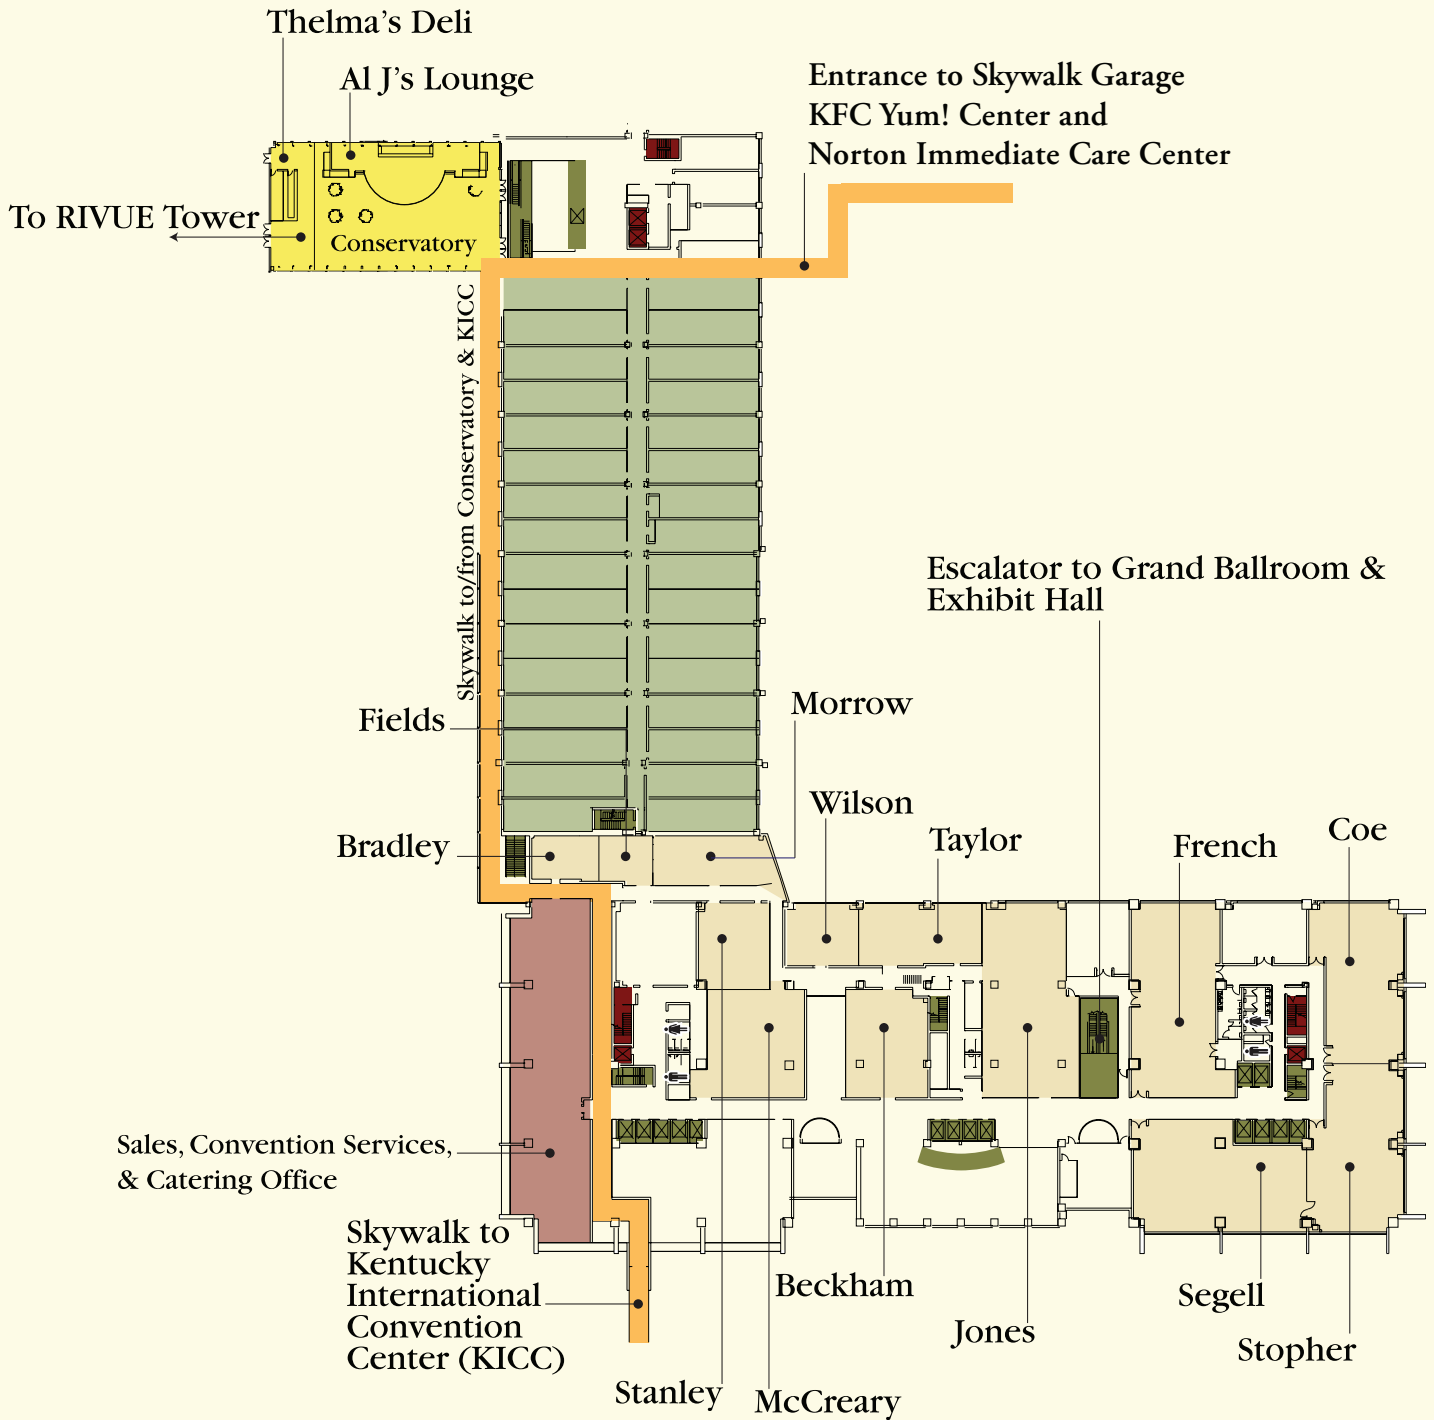 Thelma's Deli
Al J's Lounge
Entrance to Skywalk Garage
KFC Yum! Center and
Norton Immediate Care Center
To RIVUE Tower
Conservatory
Skywalk to/from Conservatory & KICC
Escalator to Grand Ballroom &
Exhibit Hall
Fields
Morrow
Wilson
Taylor
Bradley
French
Coe
Sales, Convention Services,
& Catering Office
Skywalk to
Kentucky
International
Convention
Center (KICC)
Beckham
Segell
Jones
Stopher
Stanley
McCreary